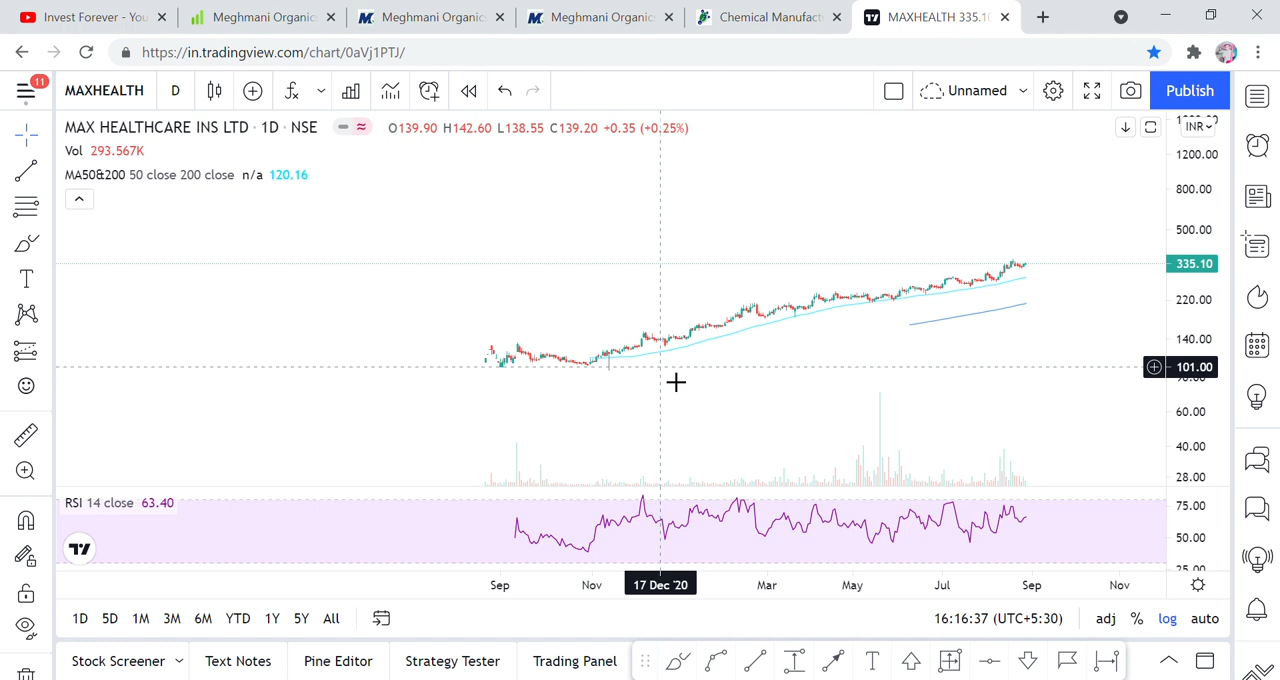 Invest Forever - You
Meghmani Organic
Meghmani Organic
Meghmani Organic
Chemical Manufact
MAXHEALTH 335.10
https://in.tradingview.com/chart/0aVj1PTJ/
11
MAXHEALTH
D
Unnamed
Publish
MAX HEALTHCARE INS LTD · 1D · NSE
O139.90 H142.60 L138.55 C139.20 +0.35 (+0.25%)
INR
Vol 293.567K
1200.00
MA50&200 50 close 200 close n/a 120.16
800.00
500.00
335.10
220.00
140.00
101.00
60.00
40.00
28.00
RSI 14 close 63.40
75.00
50.00
25.00
Sep Nov 17 Dec '20 Mar May Jul Sep Nov
1D 5D 1M 3M 6M YTD 1Y 5Y All
16:16:37 (UTC+5:30)
adj % log auto
Stock Screener
Text Notes
Pine Editor
Strategy Tester
Trading Panel